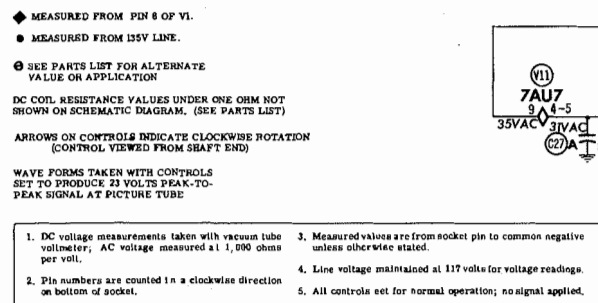 ◆ MEASURED FROM PIN 6 OF V1.
● MEASURED FROM 135V LINE.
⊖ SEE PARTS LIST FOR ALTERNATE
VALUE OR APPLICATION
DC COIL RESISTANCE VALUES UNDER ONE OHM NOT
SHOWN ON SCHEMATIC DIAGRAM. (SEE PARTS LIST)
ARROWS ON CONTROLS INDICATE CLOCKWISE ROTATION
(CONTROL VIEWED FROM SHAFT END)
WAVE FORMS TAKEN WITH CONTROLS
SET TO PRODUCE 23 VOLTS PEAK-TO-
PEAK SIGNAL AT PICTURE TUBE
V11
7AU7
9 4-5
35VAC 31VAC
C27 A
1. DC voltage measurements taken with vacuum tube
voltmeter; AC voltage measured at 1,000 ohms
per volt.
2. Pin numbers are counted in a clockwise direction
on bottom of socket.
3. Measured values are from socket pin to common negative
unless otherwise stated.
4. Line voltage maintained at 117 volts for voltage readings.
5. All controls set for normal operation; no signal applied.